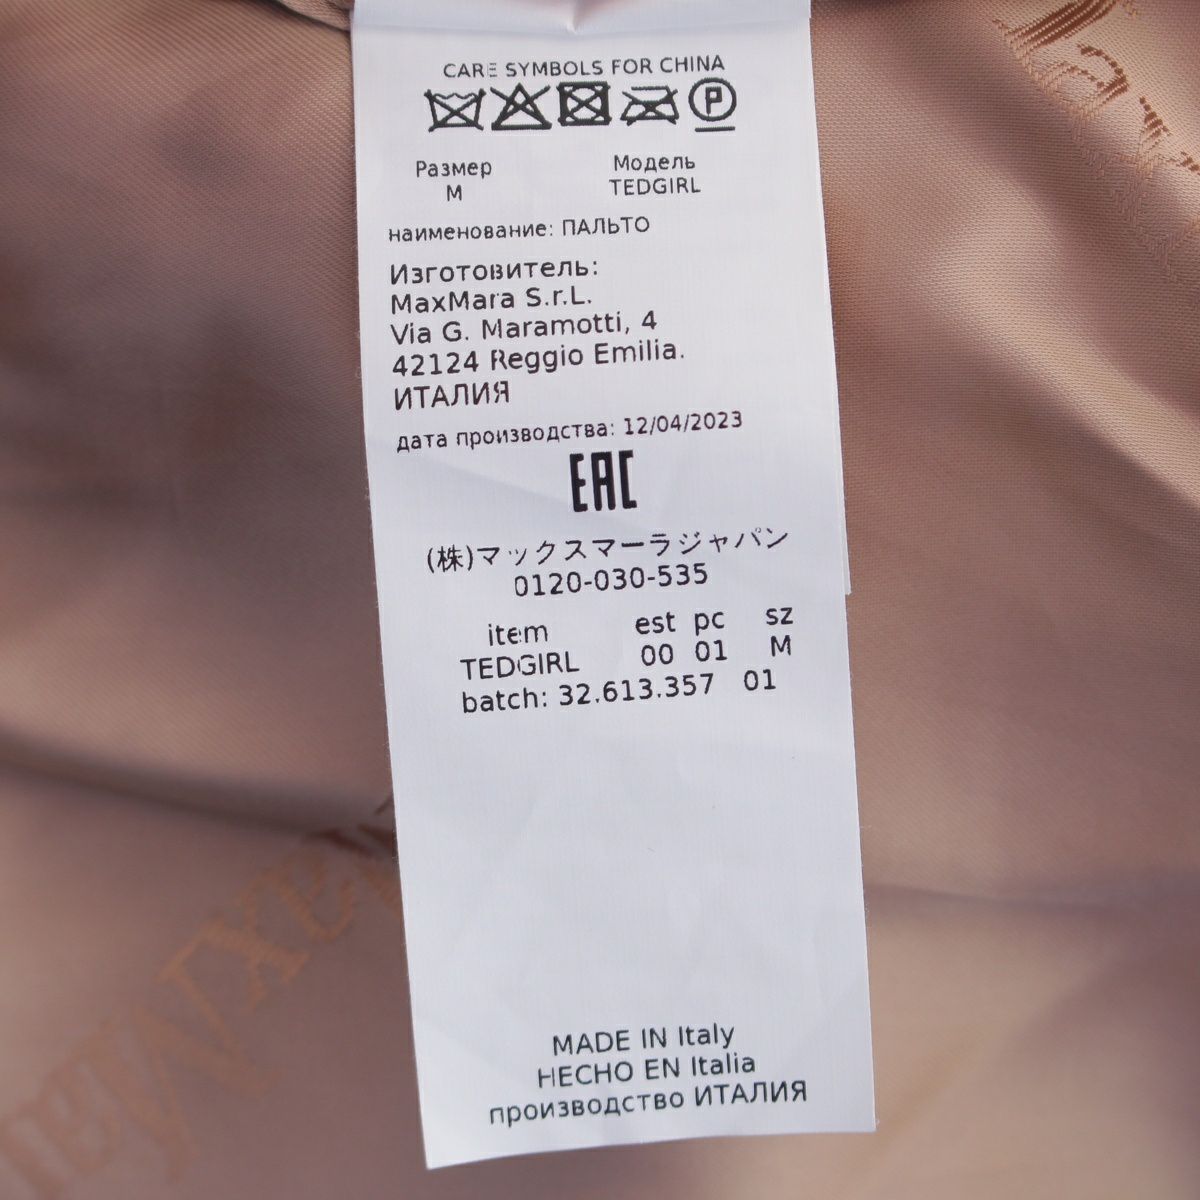 CARE SYMBOLS FOR CHINA
P
Размер Модель
M TEDGIRL
наименование: ПАЛЬТО
Изготовитель:
MaxMara S.r.L.
Via G. Maramotti, 4
42124 Reggio Emilia.
ИТАЛИЯ
дата производства: 12/04/2023
EAC
(株)マックスマーラジャパン
0120-030-535
item est pc sz
TEDGIRL 00 01 M
batch: 32.613.357 01
MADE IN Italy
HECHO EN Italia
производство ИТАЛИЯ